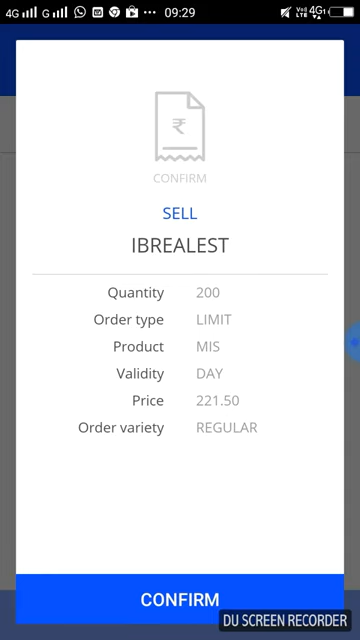 4G G 09:29 Vo) LTE 4G 1
₹
CONFIRM
SELL
IBREALEST
Quantity 200
Order type LIMIT
Product MIS
Validity DAY
Price 221.50
Order variety REGULAR
CONFIRM
DU SCREEN RECORDER